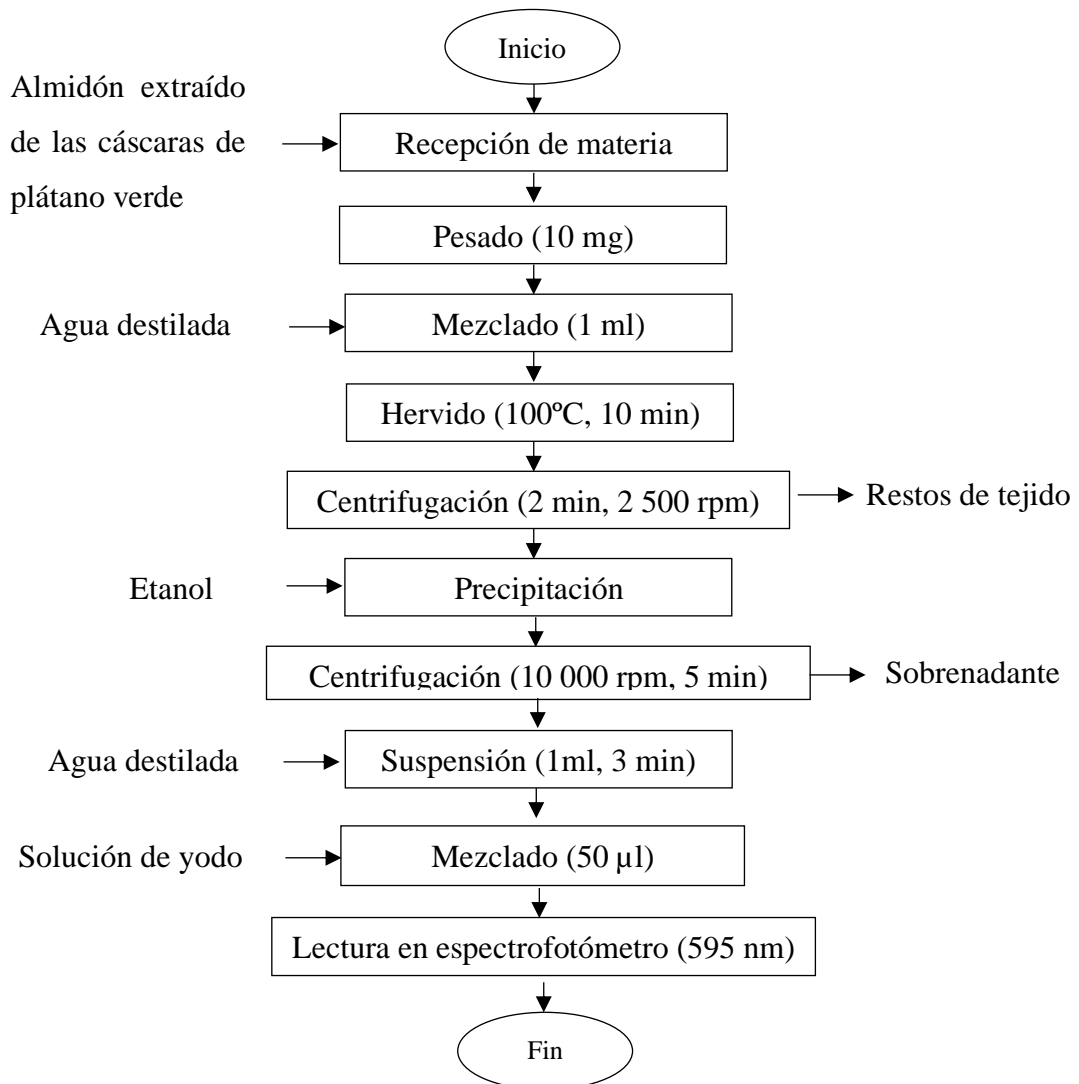 Inicio
Almidón extraído
de las cáscaras de
plátano verde
Recepción de materia
Pesado (10 mg)
Agua destilada
Mezclado (1 ml)
Hervido (100ºC, 10 min)
Centrifugación (2 min, 2 500 rpm)
Restos de tejido
Etanol
Precipitación
Centrifugación (10 000 rpm, 5 min)
Sobrenadante
Agua destilada
Suspensión (1ml, 3 min)
Solución de yodo
Mezclado (50 µl)
Lectura en espectrofotómetro (595 nm)
Fin